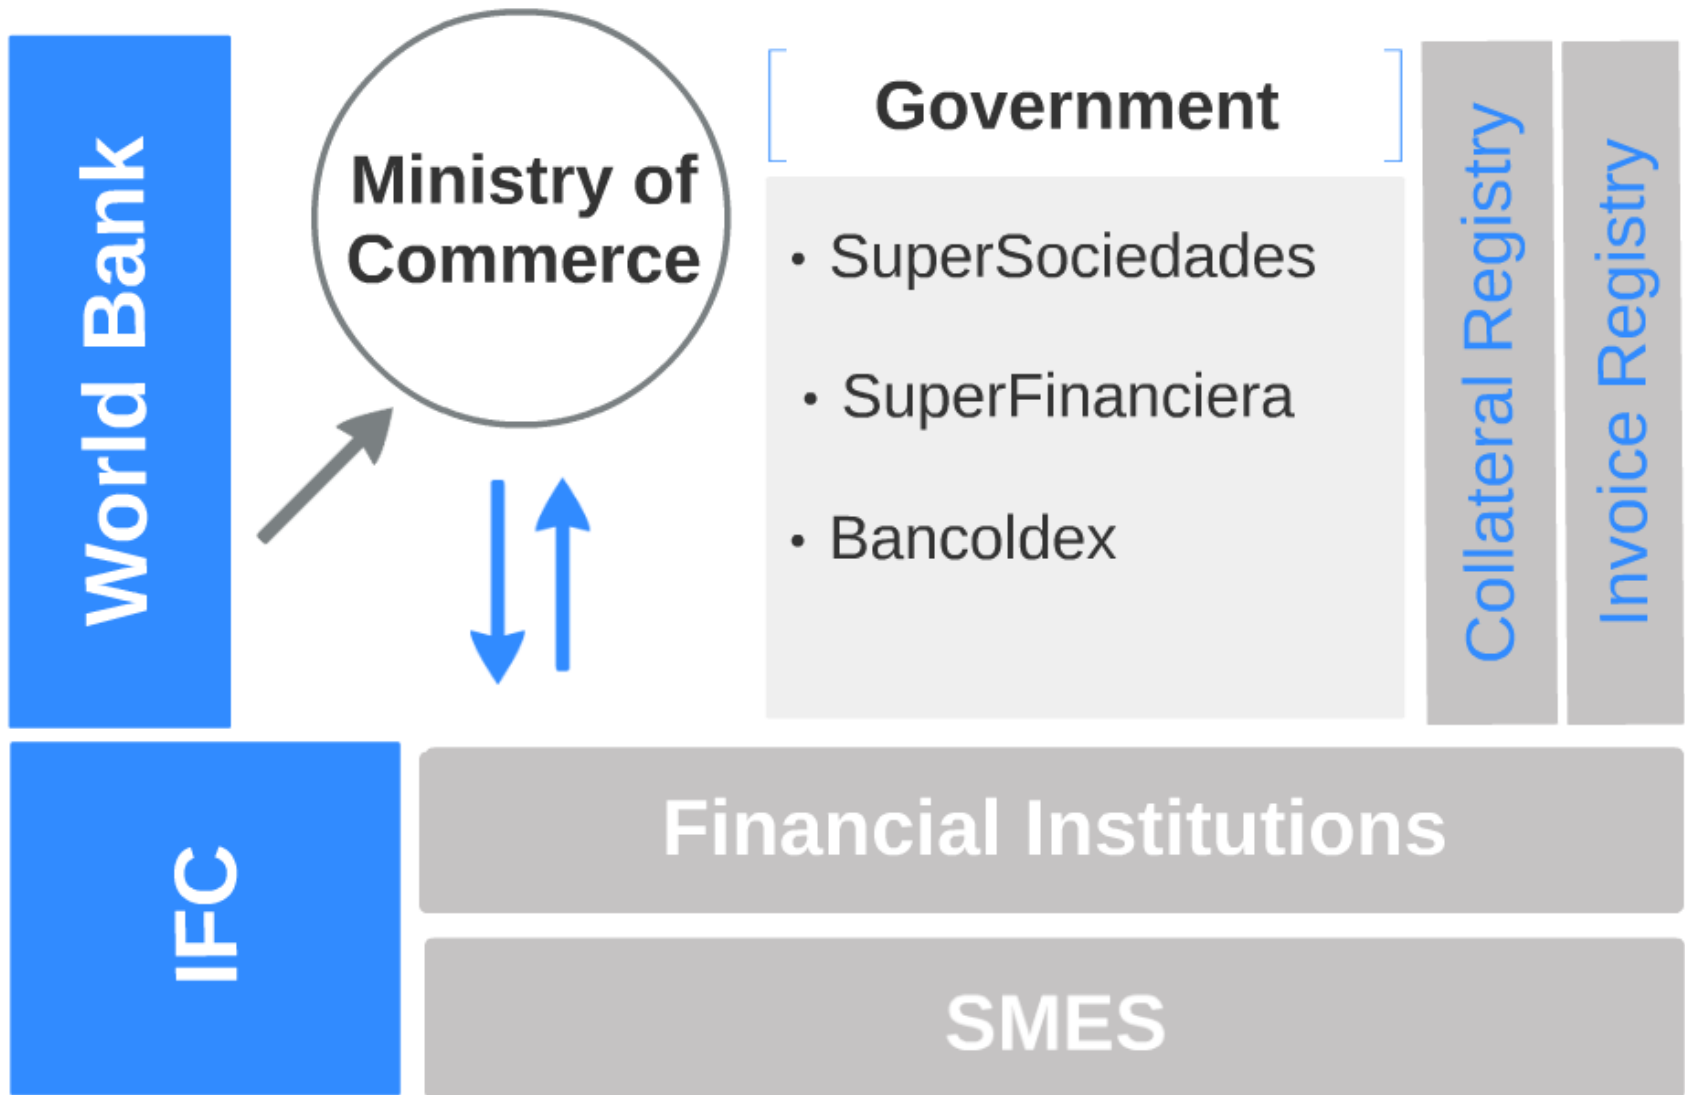 World Bank
Ministry of
Commerce
Government
• SuperSociedades
• SuperFinanciera
• Bancoldex
Collateral Registry
Invoice Registry
IFC
Financial Institutions
SMES